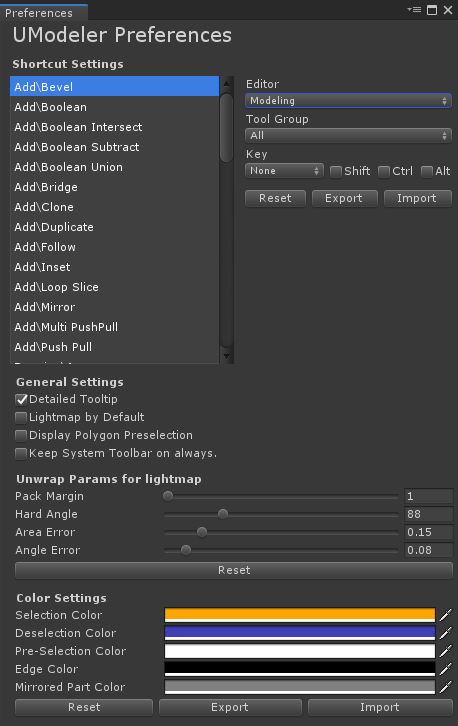 Preferences
UModeler Preferences
Shortcut Settings
Add\Bevel
Add\Boolean
Add\Boolean Intersect
Add\Boolean Subtract
Add\Boolean Union
Add\Bridge
Add\Clone
Add\Duplicate
Add\Follow
Add\Inset
Add\Loop Slice
Add\Mirror
Add\Multi PushPull
Add\Push Pull
Editor
Modeling
Tool Group
All
Key
None Shift Ctrl Alt
Reset Export Import
General Settings
Detailed Tooltip
Lightmap by Default
Display Polygon Preselection
Keep System Toolbar on always.
Unwrap Params for lightmap
Pack Margin 1
Hard Angle 88
Area Error 0.15
Angle Error 0.08
Reset
Color Settings
Selection Color
Deselection Color
Pre-Selection Color
Edge Color
Mirrored Part Color
Reset Export Import